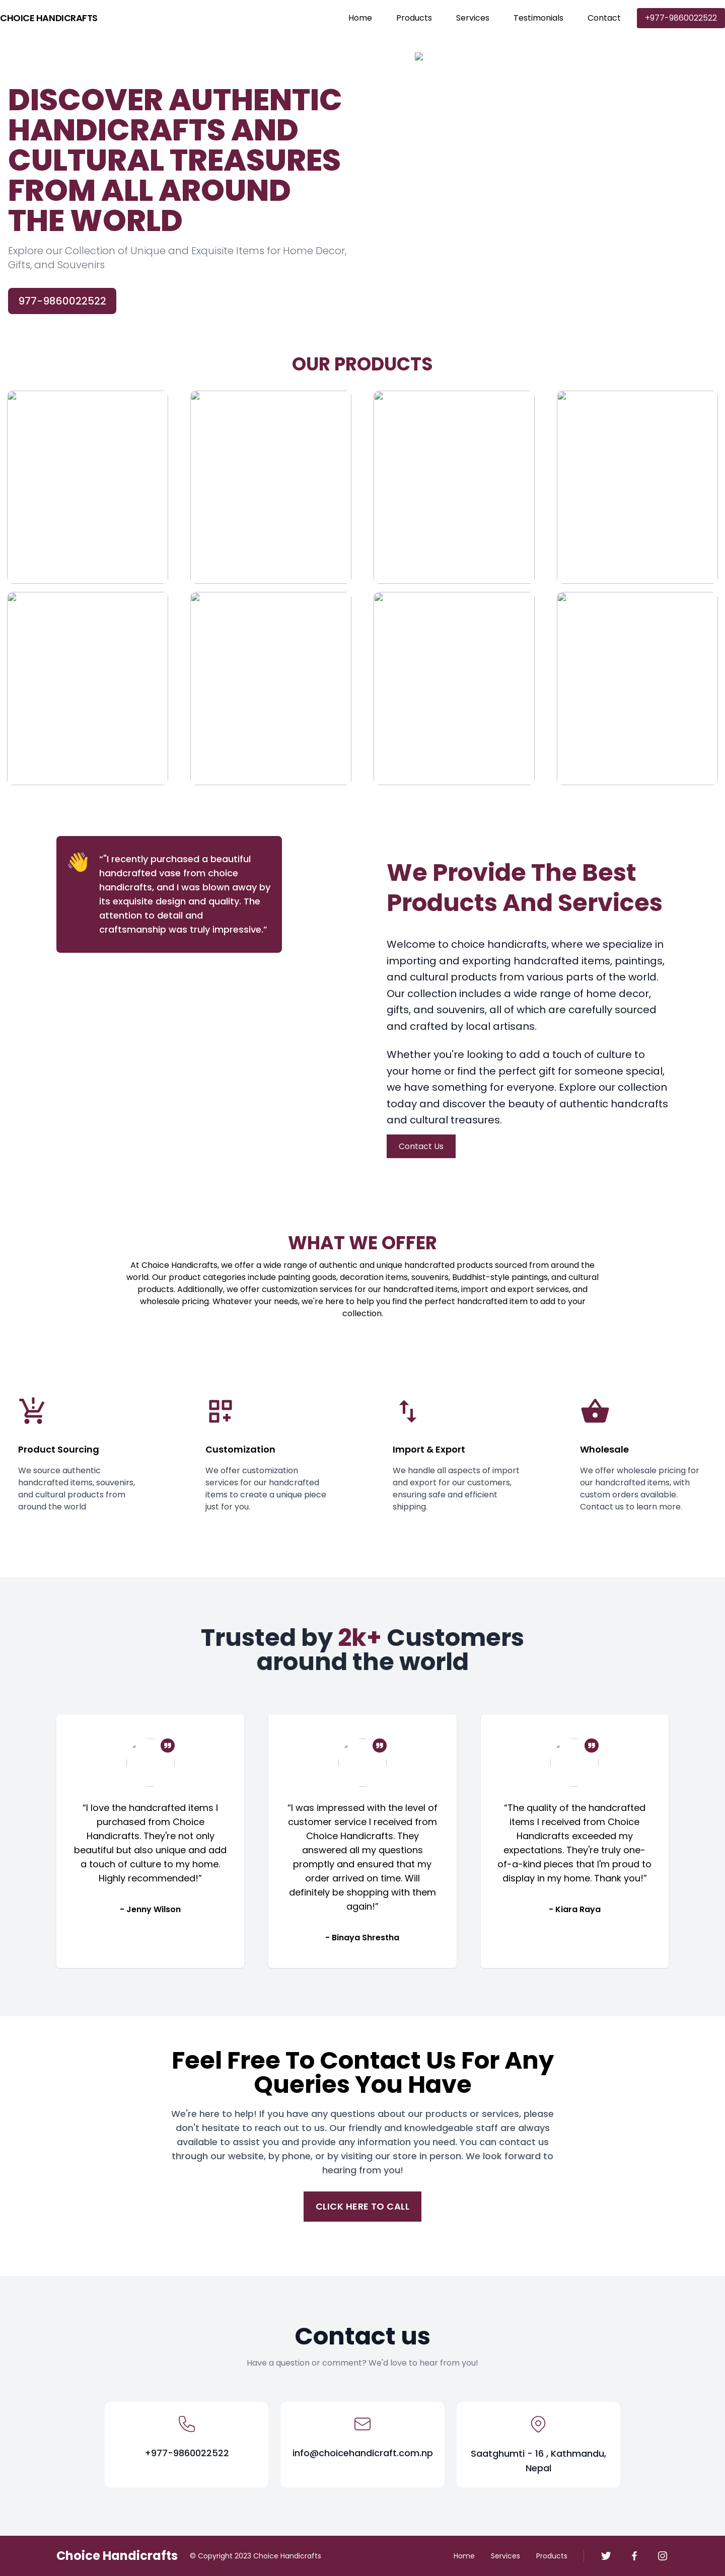 CHOICE HANDICRAFTS
Home
Products
Services
Testimonials
Contact
+977-9860022522
DISCOVER AUTHENTIC
HANDICRAFTS AND
CULTURAL TREASURES
FROM ALL AROUND
THE WORLD
Explore our Collection of Unique and Exquisite Items for Home Decor,
Gifts, and Souvenirs
977-9860022522
OUR PRODUCTS
“"I recently purchased a beautiful
handcrafted vase from choice
handicrafts, and I was blown away by
its exquisite design and quality. The
attention to detail and
craftsmanship was truly impressive.”
We Provide The Best
Products And Services
Welcome to choice handicrafts, where we specialize in
importing and exporting handcrafted items, paintings,
and cultural products from various parts of the world.
Our collection includes a wide range of home decor,
gifts, and souvenirs, all of which are carefully sourced
and crafted by local artisans.
Whether you're looking to add a touch of culture to
your home or find the perfect gift for someone special,
we have something for everyone. Explore our collection
today and discover the beauty of authentic handcrafts
and cultural treasures.
Contact Us
WHAT WE OFFER
At Choice Handicrafts, we offer a wide range of authentic and unique handcrafted products sourced from around the
world. Our product categories include painting goods, decoration items, souvenirs, Buddhist-style paintings, and cultural
products. Additionally, we offer customization services for our handcrafted items, import and export services, and
wholesale pricing. Whatever your needs, we're here to help you find the perfect handcrafted item to add to your
collection.
Product Sourcing
We source authentic
handcrafted items, souvenirs,
and cultural products from
around the world
Customization
We offer customization
services for our handcrafted
items to create a unique piece
just for you.
Import & Export
We handle all aspects of import
and export for our customers,
ensuring safe and efficient
shipping.
Wholesale
We offer wholesale pricing for
our handcrafted items, with
custom orders available.
Contact us to learn more.
Trusted by 2k+ Customers
around the world
“I love the handcrafted items I
purchased from Choice
Handicrafts. They're not only
beautiful but also unique and add
a touch of culture to my home.
Highly recommended!”
- Jenny Wilson
“I was impressed with the level of
customer service I received from
Choice Handicrafts. They
answered all my questions
promptly and ensured that my
order arrived on time. Will
definitely be shopping with them
again!”
- Binaya Shrestha
“The quality of the handcrafted
items I received from Choice
Handicrafts exceeded my
expectations. They're truly one-
of-a-kind pieces that I'm proud to
display in my home. Thank you!”
- Kiara Raya
Feel Free To Contact Us For Any
Queries You Have
We're here to help! If you have any questions about our products or services, please
don't hesitate to reach out to us. Our friendly and knowledgeable staff are always
available to assist you and provide any information you need. You can contact us
through our website, by phone, or by visiting our store in person. We look forward to
hearing from you!
CLICK HERE TO CALL
Contact us
Have a question or comment? We'd love to hear from you!
+977-9860022522
info@choicehandicraft.com.np
Saatghumti - 16 , Kathmandu,
Nepal
Choice Handicrafts
© Copyright 2023 Choice Handicrafts
Home
Services
Products